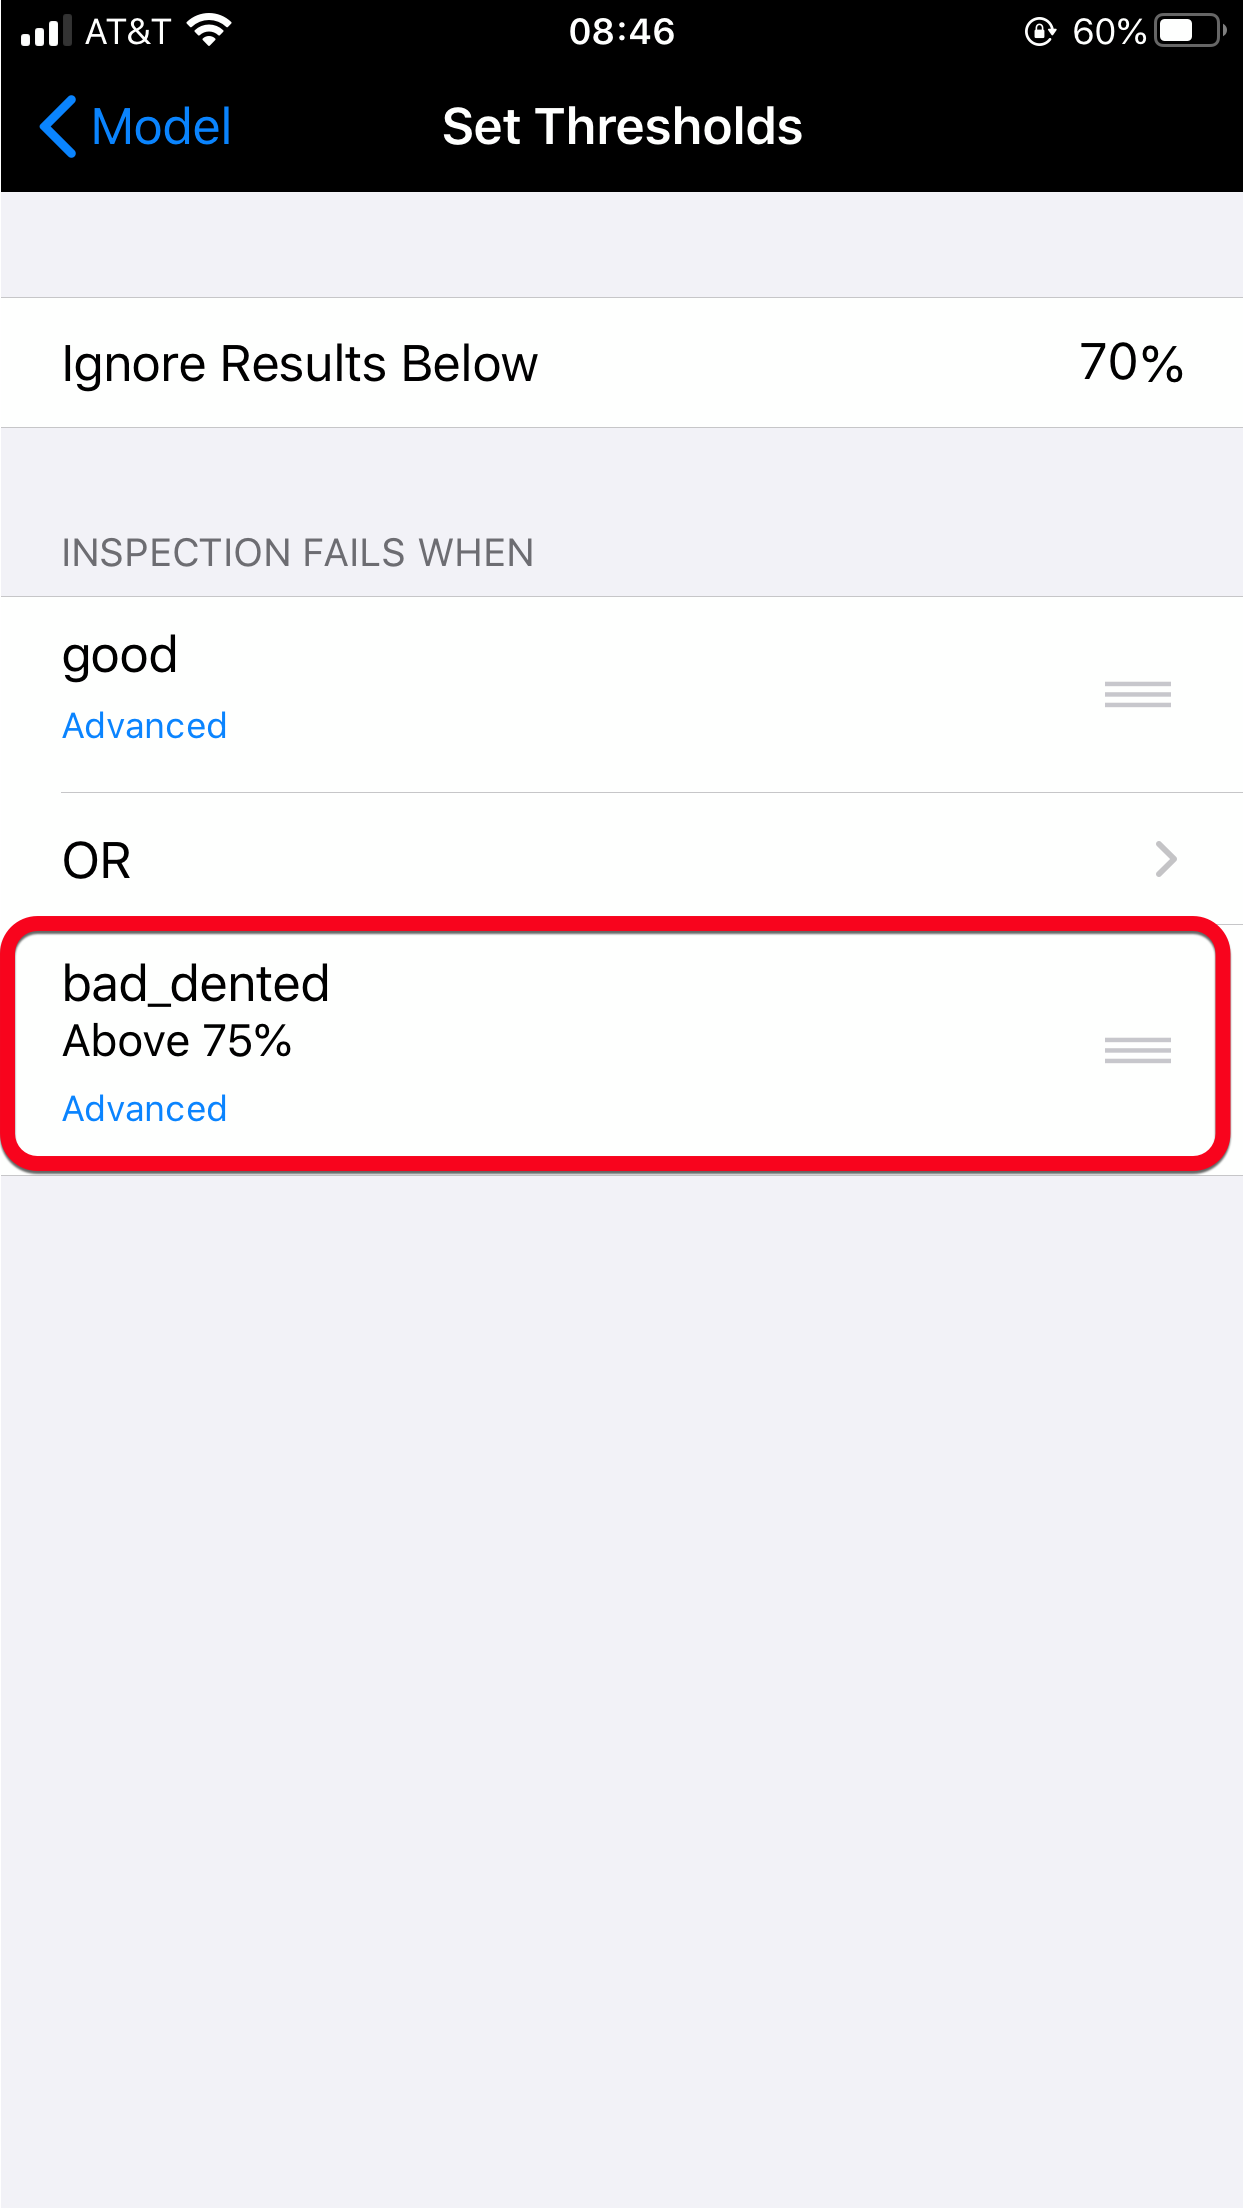 AT&T 08:46 60%
Model Set Thresholds
Ignore Results Below 70%
INSPECTION FAILS WHEN
good
Advanced
OR
bad_dented
Above 75%
Advanced